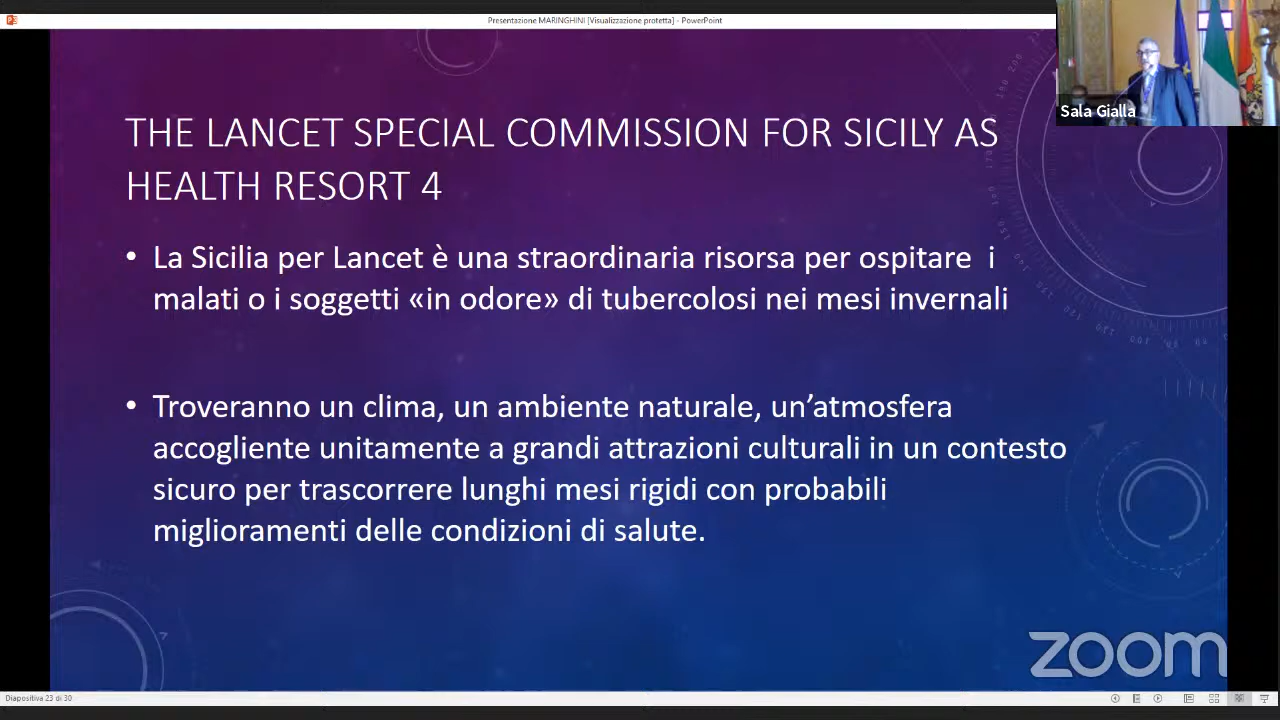 Presentazione MARINGHINI [Visualizzazione protetta] - PowerPoint
Sala Gialla
THE LANCET SPECIAL COMMISSION FOR SICILY AS
HEALTH RESORT 4
• La Sicilia per Lancet è una straordinaria risorsa per ospitare  i
malati o i soggetti «in odore» di tubercolosi nei mesi invernali
• Troveranno un clima, un ambiente naturale, un’atmosfera
accogliente unitamente a grandi attrazioni culturali in un contesto
sicuro per trascorrere lunghi mesi rigidi con probabili
miglioramenti delle condizioni di salute.
zoom
Diapositiva 23 di 30